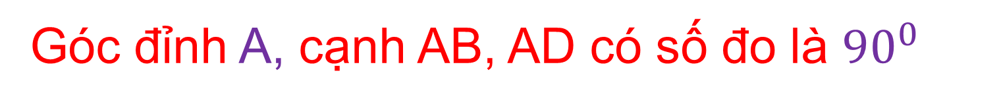 Góc đỉnh A, cạnh AB, AD có số đo là 90⁰